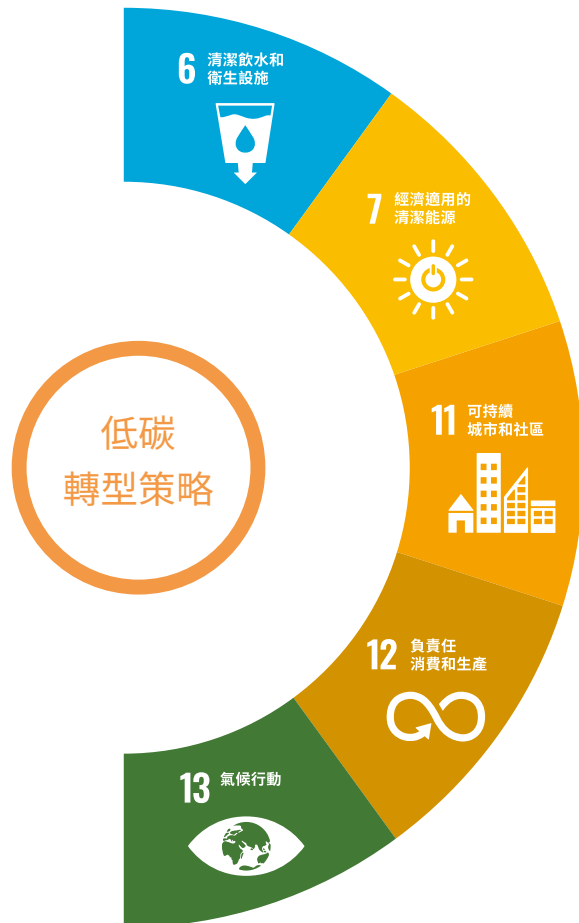 6 清潔飲水和
衞生設施
7 經濟適用的
清潔能源
11 可持續
城市和社區
低碳
轉型策略
12 負責任
消費和生產
13 氣候行動